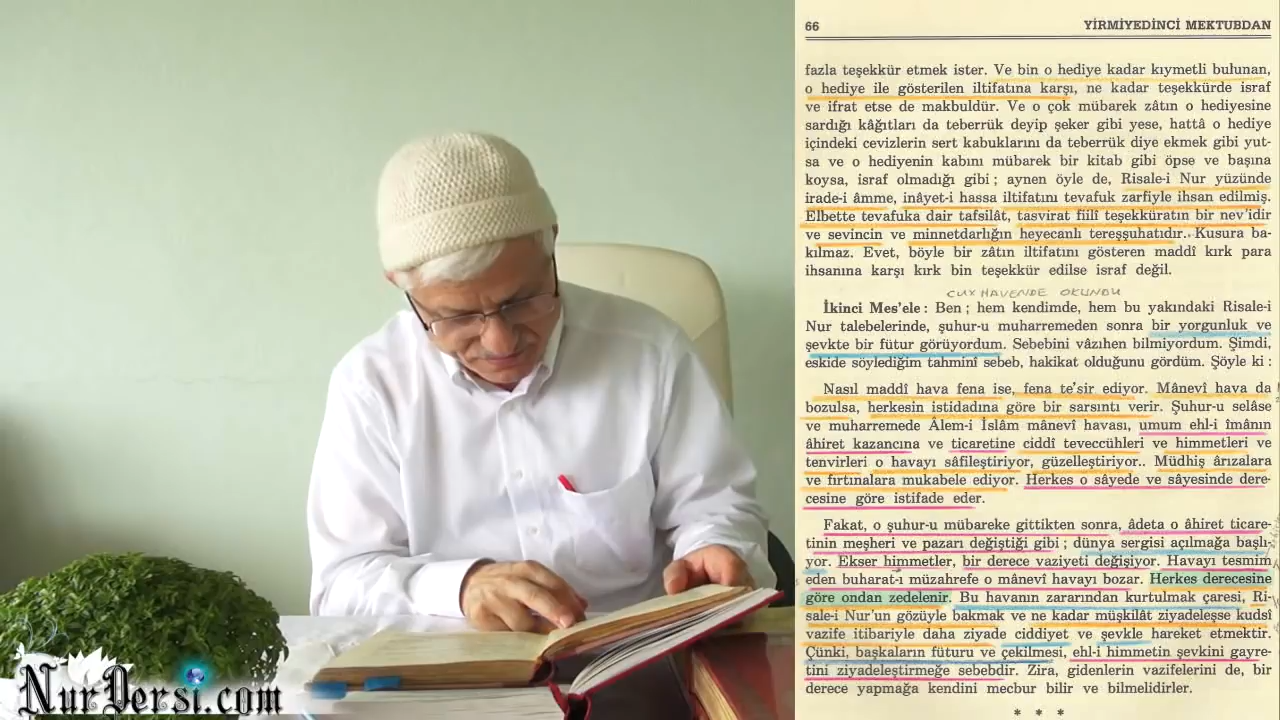 66 YİRMİYEDİNCİ MEKTUBDAN
fazla teşekkür etmek ister. Ve bin o hediye kadar kıymetli bulunan,
o hediye ile gösterilen iltifatına karşı, ne kadar teşekkürde israf
ve ifrat etse de makbuldür. Ve o çok mübarek zâtın o hediyesine
sardığı kâğıtları da teberrük deyip şeker gibi yese, hattâ o hediye
içindeki cevizlerin sert kabuklarını da teberrük diye ekmek gibi yut-
sa ve o hediyenin kabını mübarek bir kitab gibi öpse ve başına
koysa, israf olmadığı gibi ; aynen öyle de, Risale-i Nur yüzünde
irade-i âmme, inâyet-i hassa iltifatını tevafuk zarfiyle ihsan edilmiş.
Elbette tevafuka dair tafsilât, tasvirat fiilî teşekküratın bir nev'idir
ve sevincin ve minnetdarlığın heyecanlı tereşşuhatıdır.. Kusura ba-
kılmaz. Evet, böyle bir zâtın iltifatını gösteren maddî kırk para
ihsanına karşı kırk bin teşekkür edilse israf değil.
CUXHAVENDE OKUNDU
İkinci Mes'ele : Ben ; hem kendimde, hem bu yakındaki Risale-i
Nur talebelerinde, şuhur-u muharremeden sonra bir yorgunluk ve
şevkte bir fütur görüyordum. Sebebini vâzıhen bilmiyordum. Şimdi,
eskide söylediğim tahminî sebeb, hakikat olduğunu gördüm. Şöyle ki :
Nasıl maddî hava fena ise, fena te'sir ediyor. Mânevî hava da
bozulsa, herkesin istidadına göre bir sarsıntı verir. Şuhur-u selâse
ve muharremede Âlem-i İslâm mânevî havası, umum ehl-i îmânın
âhiret kazancına ve ticaretine ciddî teveccühleri ve himmetleri ve
tenvirleri o havayı sâfileştiriyor, güzelleştiriyor.. Müdhiş ârızalara
ve fırtınalara mukabele ediyor. Herkes o sâyede ve sâyesinde dere-
cesine göre istifade eder.
Fakat, o şuhur-u mübareke gittikten sonra, âdeta o âhiret ticare-
tinin meşheri ve pazarı değiştiği gibi ; dünya sergisi açılmağa başlı-
yor. Ekser himmetler, bir derece vaziyeti değişiyor. Havayı tesmim
eden buharat-ı müzahrefe o mânevî havayı bozar. Herkes derecesine
göre ondan zedelenir. Bu havanın zararından kurtulmak çaresi, Ri-
sale-i Nur'un gözüyle bakmak ve ne kadar müşkilât ziyadeleşse kudsî
vazife itibariyle daha ziyade ciddiyet ve şevkle hareket etmektir.
Çünki, başkaların füturu ve çekilmesi, ehl-i himmetin şevkini gayre-
tini ziyadeleştirmeğe sebebdir. Zira, gidenlerin vazifelerini de, bir
derece yapmağa kendini mecbur bilir ve bilmelidirler.
* * *
NurDersi.com